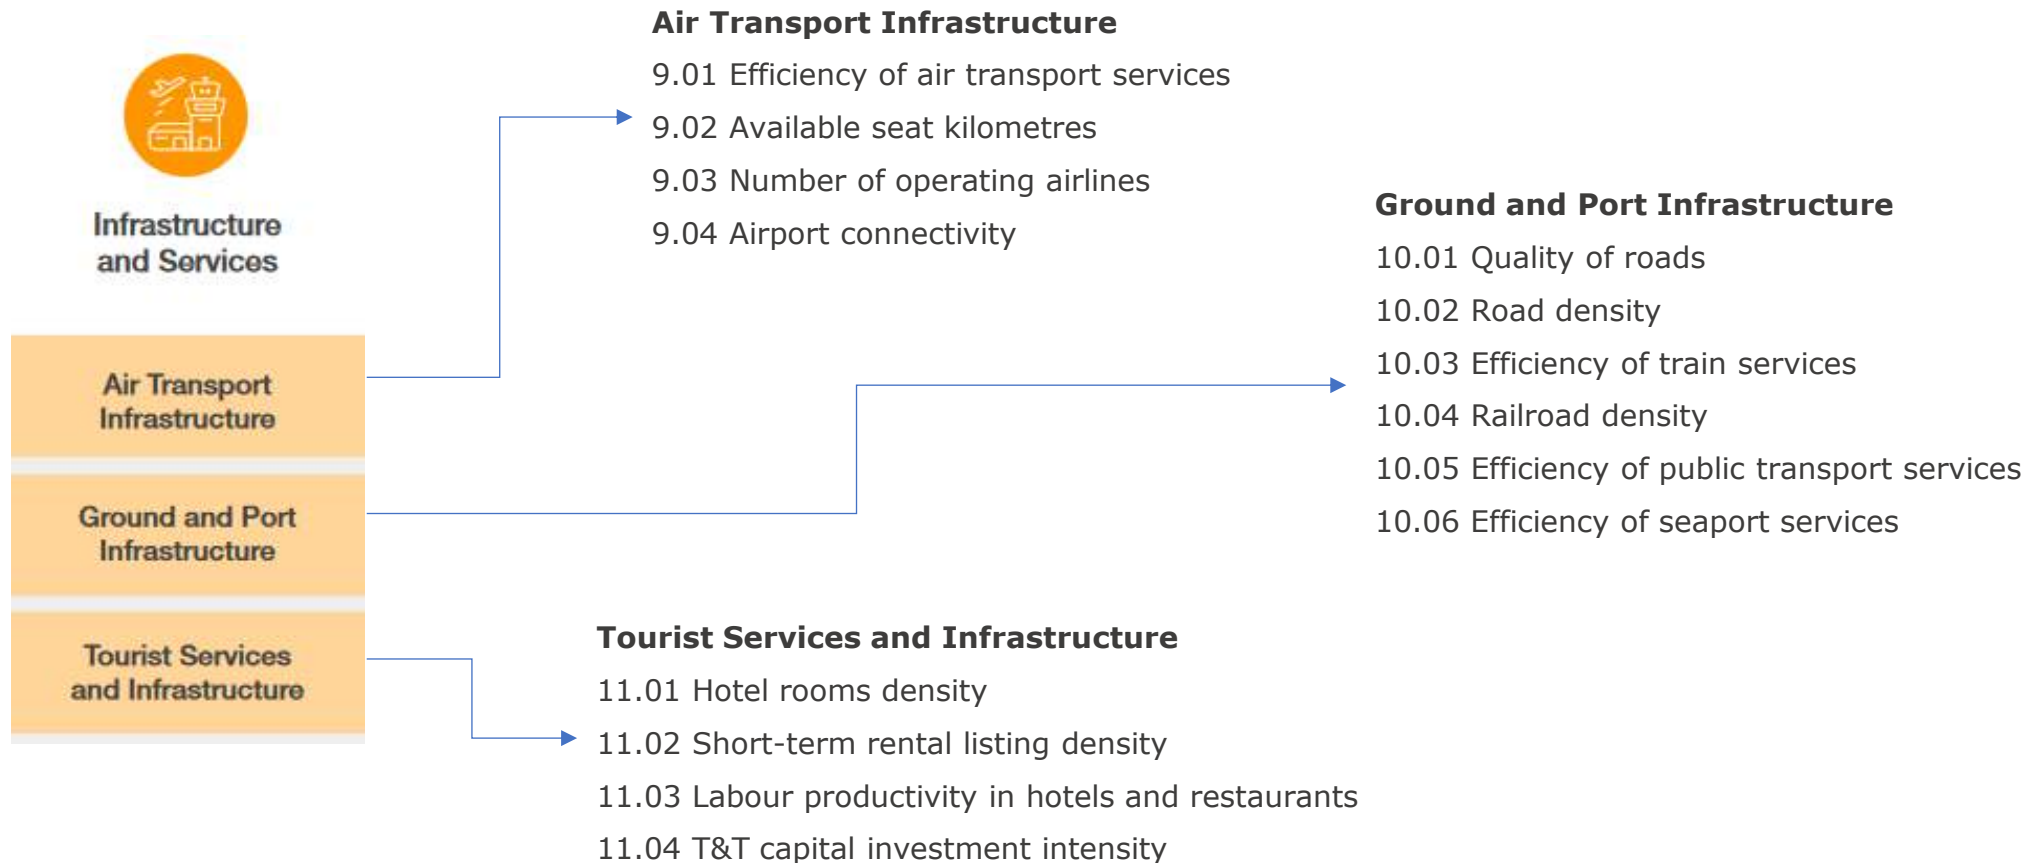 Infrastructure
and Services
Air Transport
Infrastructure
Ground and Port
Infrastructure
Tourist Services
and Infrastructure
Air Transport Infrastructure
9.01 Efficiency of air transport services
9.02 Available seat kilometres
9.03 Number of operating airlines
9.04 Airport connectivity
Ground and Port Infrastructure
10.01 Quality of roads
10.02 Road density
10.03 Efficiency of train services
10.04 Railroad density
10.05 Efficiency of public transport services
10.06 Efficiency of seaport services
Tourist Services and Infrastructure
11.01 Hotel rooms density
11.02 Short-term rental listing density
11.03 Labour productivity in hotels and restaurants
11.04 T&T capital investment intensity